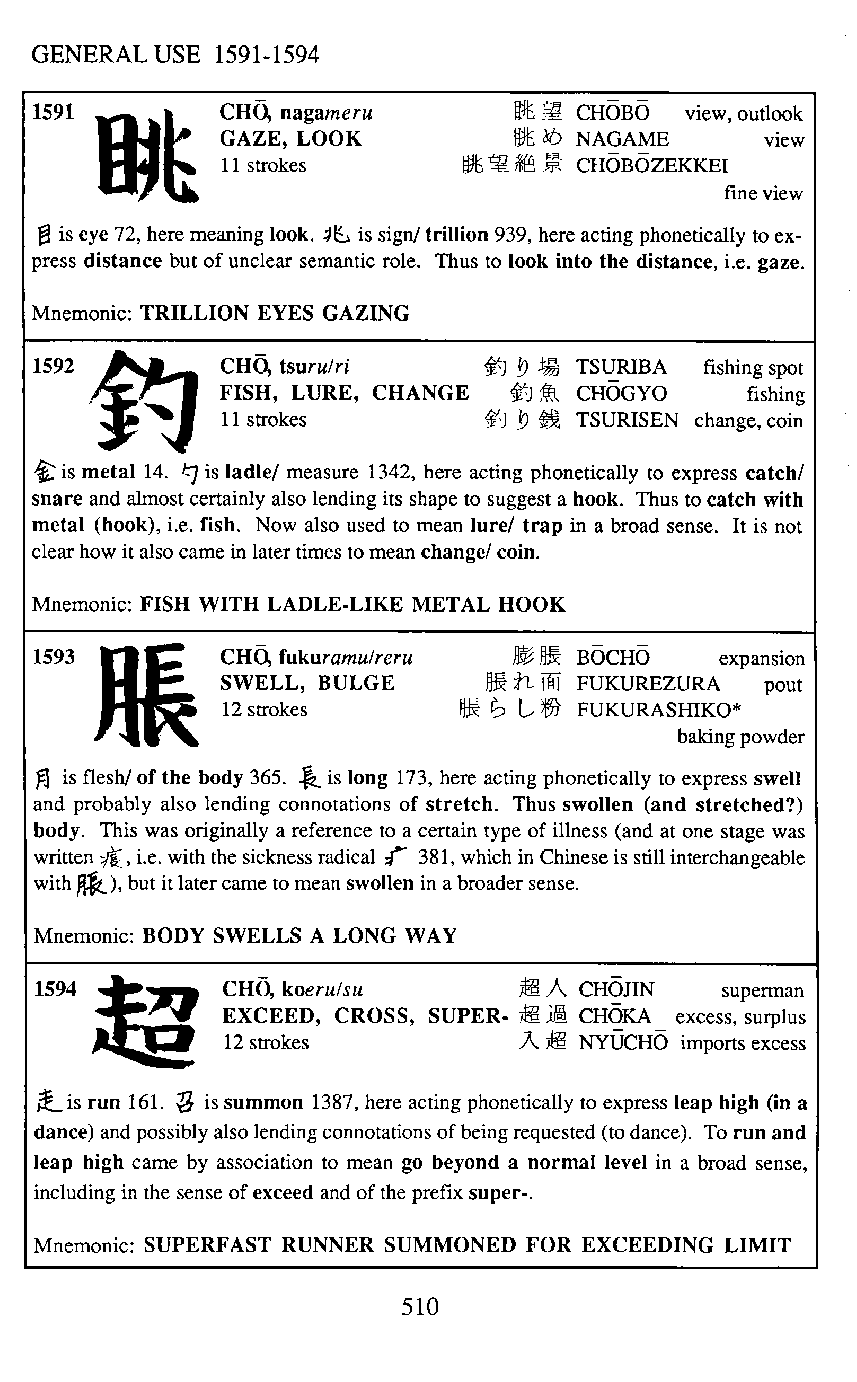 GENERAL USE 1591-1594
1591 眺 CHŌ, nagameru 眺望 CHŌBŌ view, outlook
GAZE, LOOK 眺め NAGAME view
11 strokes 眺望絶景 CHŌBŌZEKKEI
fine view
目 is eye 72, here meaning look. 兆 is sign/ trillion 939, here acting phonetically to ex-
press distance but of unclear semantic role. Thus to look into the distance, i.e. gaze.
Mnemonic: TRILLION EYES GAZING
1592 釣 CHŌ, tsuru/ri 釣り場 TSURIBA fishing spot
FISH, LURE, CHANGE 釣魚 CHŌGYO fishing
11 strokes 釣り銭 TSURISEN change, coin
金 is metal 14. 勺 is ladle/ measure 1342, here acting phonetically to express catch/
snare and almost certainly also lending its shape to suggest a hook. Thus to catch with
metal (hook), i.e. fish. Now also used to mean lure/ trap in a broad sense. It is not
clear how it also came in later times to mean change/ coin.
Mnemonic: FISH WITH LADLE-LIKE METAL HOOK
1593 脹 CHŌ, fukuramu/reru 膨脹 BŌCHŌ expansion
SWELL, BULGE 脹れ面 FUKUREZURA pout
12 strokes 脹らし粉 FUKURASHIKO*
baking powder
月 is flesh/ of the body 365. 長 is long 173, here acting phonetically to express swell
and probably also lending connotations of stretch. Thus swollen (and stretched?)
body. This was originally a reference to a certain type of illness (and at one stage was
written 痮, i.e. with the sickness radical 疒 381, which in Chinese is still interchangeable
with 脹), but it later came to mean swollen in a broader sense.
Mnemonic: BODY SWELLS A LONG WAY
1594 超 CHŌ, koeru/su 超人 CHŌJIN superman
EXCEED, CROSS, SUPER- 超過 CHŌKA excess, surplus
12 strokes 入超 NYŪCHŌ imports excess
走 is run 161. 召 is summon 1387, here acting phonetically to express leap high (in a
dance) and possibly also lending connotations of being requested (to dance). To run and
leap high came by association to mean go beyond a normal level in a broad sense,
including in the sense of exceed and of the prefix super-.
Mnemonic: SUPERFAST RUNNER SUMMONED FOR EXCEEDING LIMIT
510